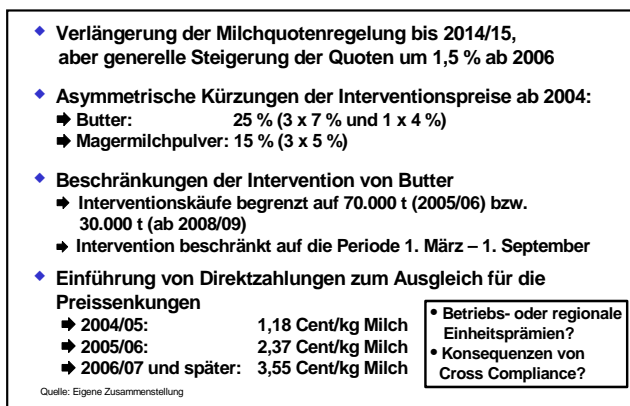 ◆ Verlängerung der Milchquotenregelung bis 2014/15,
aber generelle Steigerung der Quoten um 1,5 % ab 2006
◆ Asymmetrische Kürzungen der Interventionspreise ab 2004:
➨ Butter: 25 % (3 x 7 % und 1 x 4 %)
➨ Magermilchpulver: 15 % (3 x 5 %)
◆ Beschränkungen der Intervention von Butter
➨ Interventionskäufe begrenzt auf 70.000 t (2005/06) bzw.
30.000 t (ab 2008/09)
➨ Intervention beschränkt auf die Periode 1. März – 1. September
◆ Einführung von Direktzahlungen zum Ausgleich für die
Preissenkungen
➨ 2004/05: 1,18 Cent/kg Milch
➨ 2005/06: 2,37 Cent/kg Milch
➨ 2006/07 und später: 3,55 Cent/kg Milch
• Betriebs- oder regionale
Einheitsprämien?
• Konsequenzen von
Cross Compliance?
Quelle: Eigene Zusammenstellung